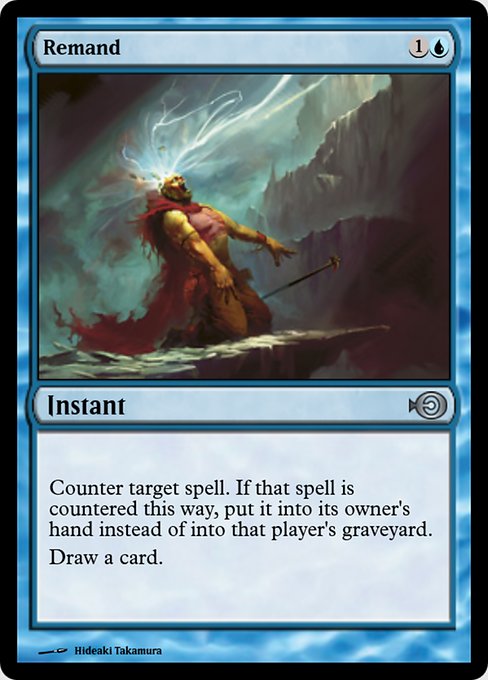 Remand 1
Instant
Counter target spell. If that spell is
countered this way, put it into its owner's
hand instead of into that player's graveyard.
Draw a card.
Hideaki Takamura